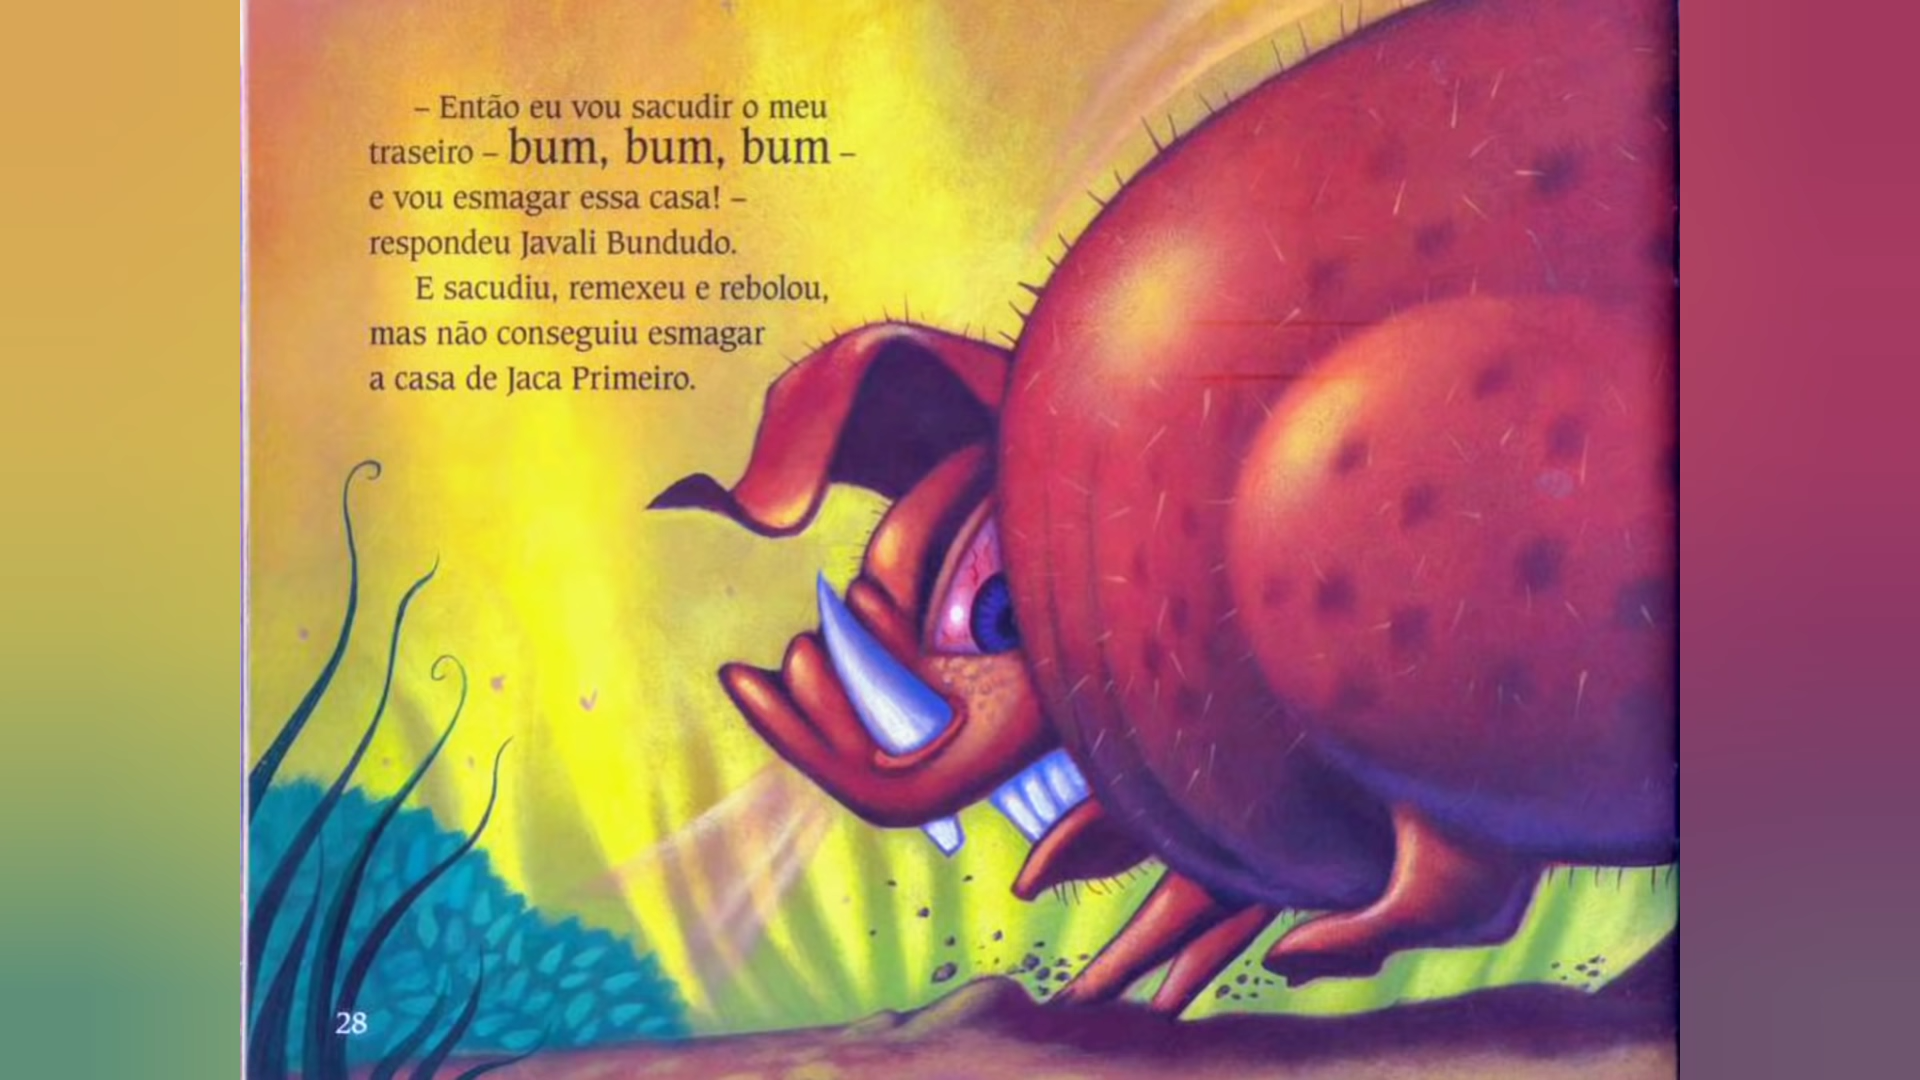 – Então eu vou sacudir o meu
traseiro – bum, bum, bum –
e vou esmagar essa casa! –
respondeu Javali Bundudo.
E sacudiu, remexeu e rebolou,
mas não conseguiu esmagar
a casa de Jaca Primeiro.
28